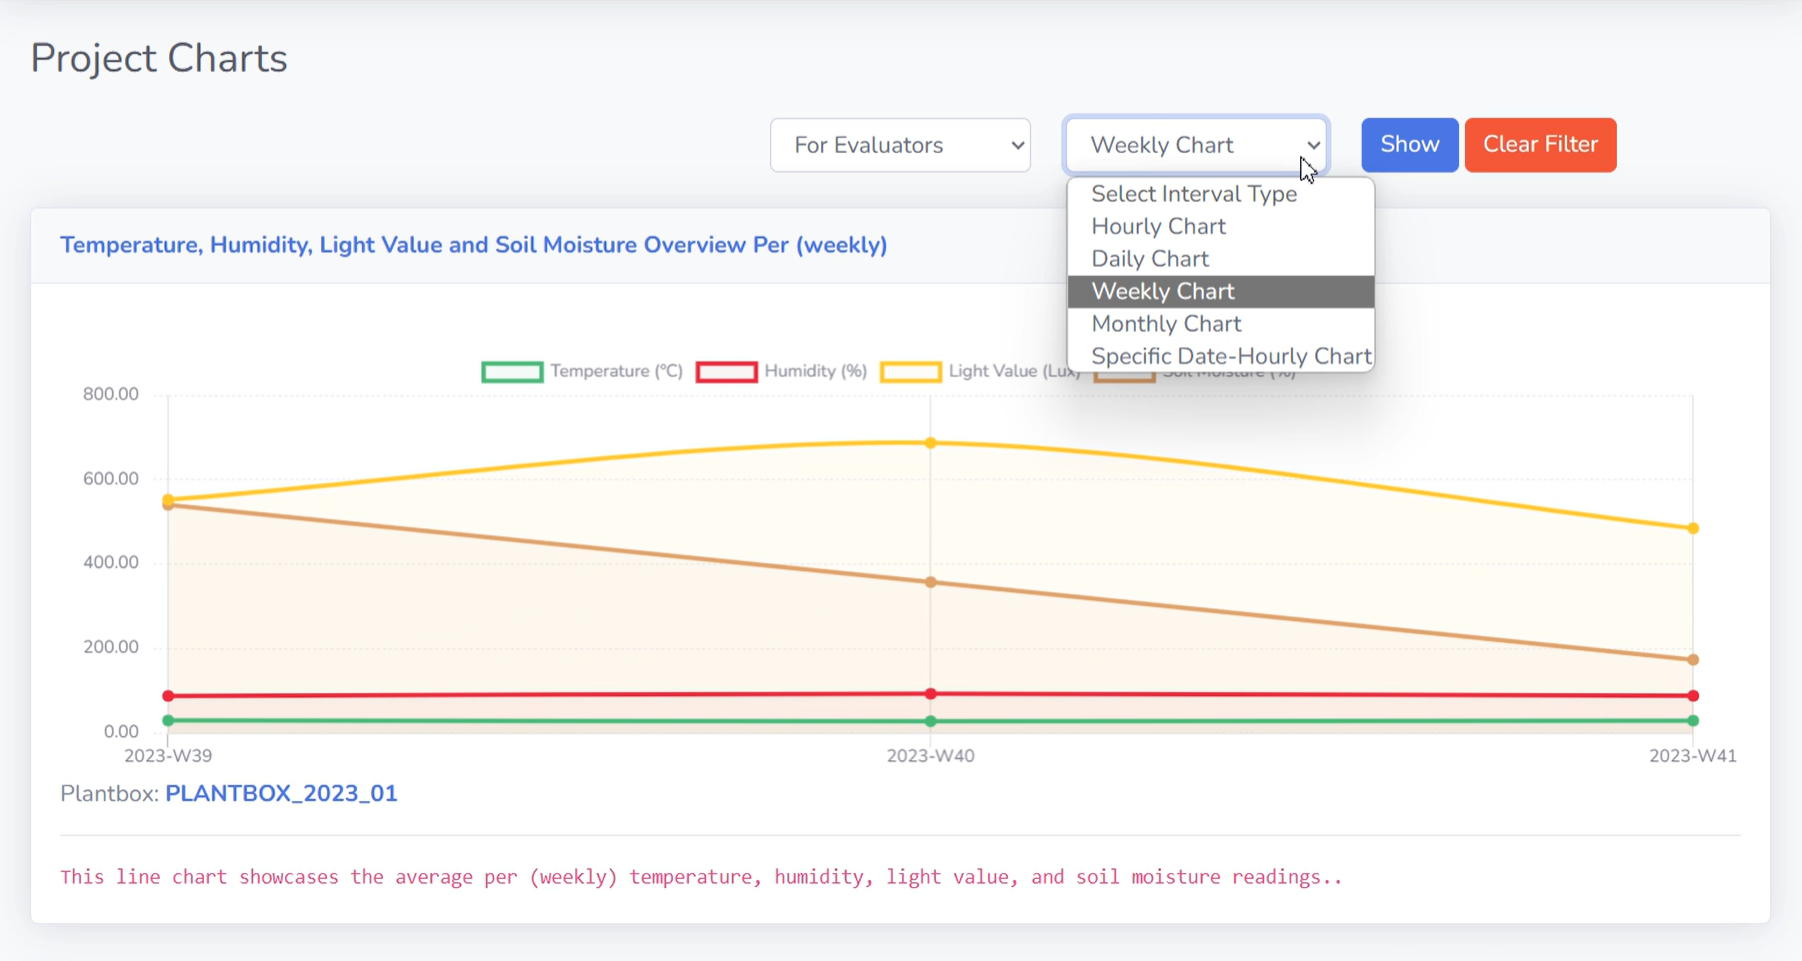 Project Charts
For Evaluators
Weekly Chart
Show
Clear Filter
Select Interval Type
Hourly Chart
Daily Chart
Weekly Chart
Monthly Chart
Specific Date-Hourly Chart
Temperature, Humidity, Light Value and Soil Moisture Overview Per (weekly)
Temperature (°C) Humidity (%) Light Value (Lux) Soil Moisture (%)
800.00
600.00
400.00
200.00
0.00
2023-W39 2023-W40 2023-W41
Plantbox: PLANTBOX_2023_01
This line chart showcases the average per (weekly) temperature, humidity, light value, and soil moisture readings..